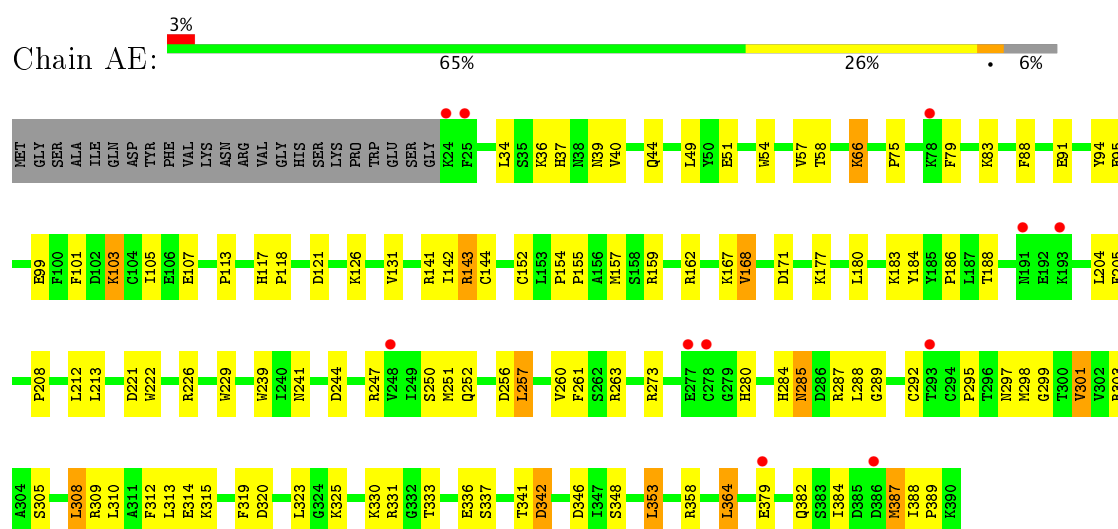 3%
Chain AE:
65% 26% • 6%
MET GLY SER ALA ILE GLN ASP TYR PHE VAL LYS ASN ARG VAL GLY HIS SER LYS PRO TRP GLU SER GLY K24 F25 L34 S35 K36 H37 N38 N39 V40 Q44 L49 Y50 E51 W54 V57 T58 K66 P75 K78 F79 K83 F88 E91 Y94
E99 F100 F101 D102 K103 C104 I105 E106 E107 P113 H117 P118 D121 K126 V131 R141 I142 R143 C144 C152 L153 P154 P155 A156 M157 S158 R159 R162 K167 V168 D171 K177 L180 K183 Y184 Y185 P186 L187 T188 N191 E192 K193 L204
P208 L212 L213 D221 W222 R226 W229 W239 I240 N241 D244 R247 V248 I249 S250 M251 Q252 D256 L257 V260 F261 S262 R263 R273 E277 C278 G279 H280 H284 N285 D286 R287 L288 G289 C292 T293 C294 P295 T296 N297 M298 G299 T300 V301 V302
A304 S305 L308 R309 L310 A311 F312 L313 E314 K315 F319 D320 L323 G324 K325 K330 R331 G332 T333 E336 S337 T341 D342 D346 I347 S348 L353 R358 L364 E379 Q382 S383 I384 D385 D386 M387 I388 P389 K390